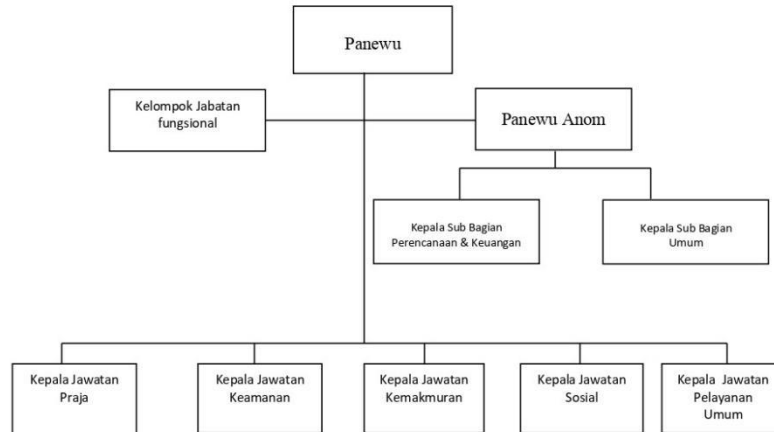 Panewu
Kelompok Jabatan
fungsional
Panewu Anom
Kepala Sub Bagian
Perencanaan & Keuangan
Kepala Sub Bagian
Umum
Kepala Jawatan
Praja
Kepala Jawatan
Keamanan
Kepala Jawatan
Kemakmuran
Kepala Jawatan
Sosial
Kepala Jawatan
Pelayanan
Umum